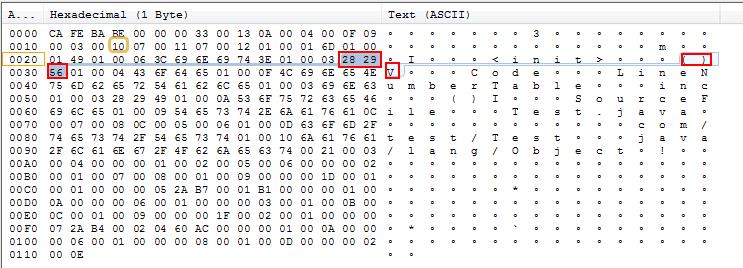 A... Hexadecimal (1 Byte) Text (ASCII)
0000 CA FE BA BE 00 00 00 33 00 13 0A 00 04 00 0F 09 ∘ ∘ ∘ ∘ ∘ ∘ ∘ 3 ∘ ∘ ∘ ∘ ∘ ∘ ∘ ∘
0010 00 03 00 10 07 00 11 07 00 12 01 00 01 6D 01 00 ∘ ∘ ∘ ∘ ∘ ∘ ∘ ∘ ∘ ∘ ∘ ∘ ∘ m ∘ ∘
0020 01 49 01 00 06 3C 69 6E 69 74 3E 01 00 03 28 29 ∘ I ∘ ∘ ∘ < i n i t > ∘ ∘ ∘ ( )
0030 56 01 00 04 43 6F 64 65 01 00 0F 4C 69 6E 65 4E V ∘ ∘ ∘ C o d e ∘ ∘ ∘ L i n e N
0040 75 6D 62 65 72 54 61 62 6C 65 01 00 03 69 6E 63 u m b e r T a b l e ∘ ∘ ∘ i n c
0050 01 00 03 28 29 49 01 00 0A 53 6F 75 72 63 65 46 ∘ ∘ ∘ ( ) I ∘ ∘ ∘ S o u r c e F
0060 69 6C 65 01 00 09 54 65 73 74 2E 6A 61 76 61 0C i l e ∘ ∘ ∘ T e s t . j a v a ∘
0070 00 07 00 08 0C 00 05 00 06 01 00 0D 63 6F 6D 2F ∘ ∘ ∘ ∘ ∘ ∘ ∘ ∘ ∘ ∘ ∘ ∘ c o m /
0080 74 65 73 74 2F 54 65 73 74 01 00 10 6A 61 76 61 t e s t / T e s t ∘ ∘ ∘ j a v a
0090 2F 6C 61 6E 67 2F 4F 62 6A 65 63 74 00 21 00 03 / l a n g / O b j e c t ∘ ! ∘ ∘
00A0 00 04 00 00 00 01 00 02 00 05 00 06 00 00 00 02 ∘ ∘ ∘ ∘ ∘ ∘ ∘ ∘ ∘ ∘ ∘ ∘ ∘ ∘ ∘ ∘
00B0 00 01 00 07 00 08 00 01 00 09 00 00 00 1D 00 01 ∘ ∘ ∘ ∘ ∘ ∘ ∘ ∘ ∘ ∘ ∘ ∘ ∘ ∘ ∘ ∘
00C0 00 01 00 00 00 05 2A B7 00 01 B1 00 00 00 01 00 ∘ ∘ ∘ ∘ ∘ ∘ * ∘ ∘ ∘ ∘ ∘ ∘ ∘ ∘ ∘
00D0 0A 00 00 00 06 00 01 00 00 00 03 00 01 00 0B 00 ∘ ∘ ∘ ∘ ∘ ∘ ∘ ∘ ∘ ∘ ∘ ∘ ∘ ∘ ∘ ∘
00E0 0C 00 01 00 09 00 00 00 1F 00 02 00 01 00 00 00 ∘ ∘ ∘ ∘ ∘ ∘ ∘ ∘ ∘ ∘ ∘ ∘ ∘ ∘ ∘ ∘
00F0 07 2A B4 00 02 04 60 AC 00 00 00 01 00 0A 00 00 ∘ * ∘ ∘ ∘ ∘ ` ∘ ∘ ∘ ∘ ∘ ∘ ∘ ∘ ∘
0100 00 06 00 01 00 00 00 08 00 01 00 0D 00 00 00 02 ∘ ∘ ∘ ∘ ∘ ∘ ∘ ∘ ∘ ∘ ∘ ∘ ∘ ∘ ∘ ∘
0110 00 0E ∘ ∘